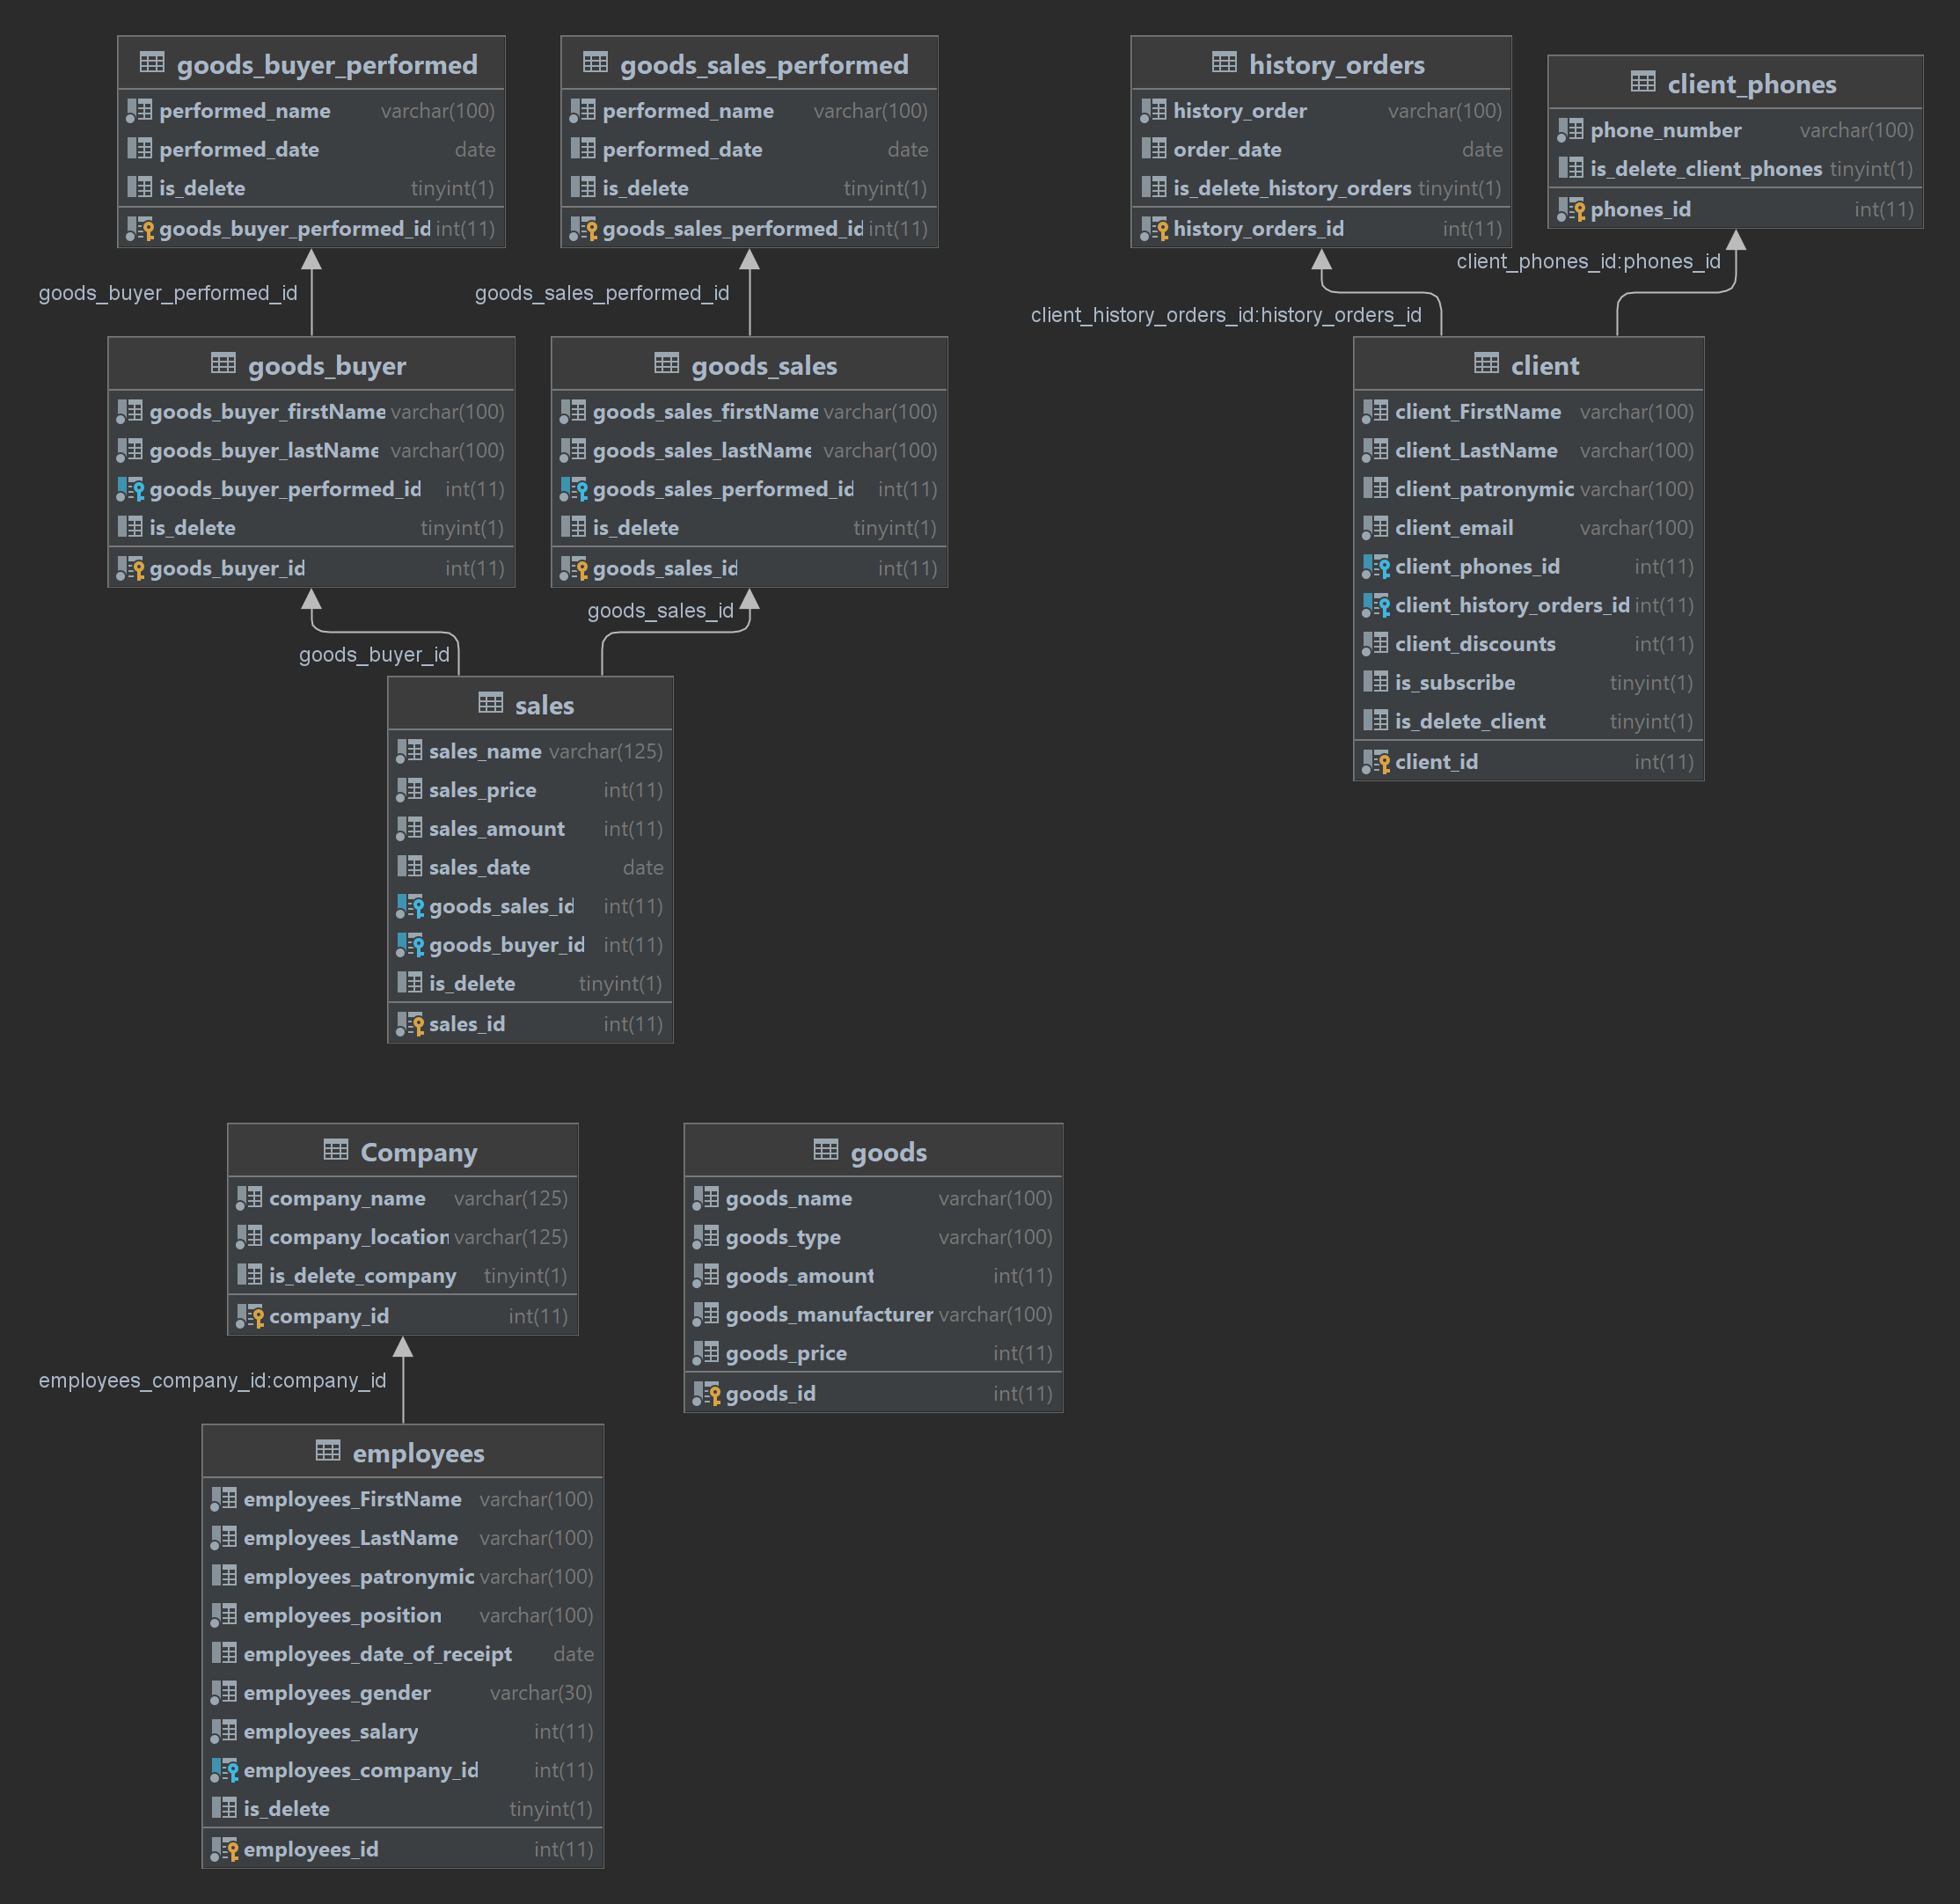 goods_buyer_performed
performed_name varchar(100)
performed_date date
is_delete tinyint(1)
goods_buyer_performed_id int(11)
goods_sales_performed
performed_name varchar(100)
performed_date date
is_delete tinyint(1)
goods_sales_performed_id int(11)
history_orders
history_order varchar(100)
order_date date
is_delete_history_orders tinyint(1)
history_orders_id int(11)
client_phones
phone_number varchar(100)
is_delete_client_phones tinyint(1)
phones_id int(11)
goods_buyer_performed_id
goods_sales_performed_id
client_history_orders_id:history_orders_id
client_phones_id:phones_id
goods_buyer
goods_buyer_firstName varchar(100)
goods_buyer_lastName varchar(100)
goods_buyer_performed_id int(11)
is_delete tinyint(1)
goods_buyer_id int(11)
goods_sales
goods_sales_firstName varchar(100)
goods_sales_lastName varchar(100)
goods_sales_performed_id int(11)
is_delete tinyint(1)
goods_sales_id int(11)
client
client_FirstName varchar(100)
client_LastName varchar(100)
client_patronymic varchar(100)
client_email varchar(100)
client_phones_id int(11)
client_history_orders_id int(11)
client_discounts int(11)
is_subscribe tinyint(1)
is_delete_client tinyint(1)
client_id int(11)
goods_buyer_id
goods_sales_id
sales
sales_name varchar(125)
sales_price int(11)
sales_amount int(11)
sales_date date
goods_sales_id int(11)
goods_buyer_id int(11)
is_delete tinyint(1)
sales_id int(11)
Company
company_name varchar(125)
company_location varchar(125)
is_delete_company tinyint(1)
company_id int(11)
goods
goods_name varchar(100)
goods_type varchar(100)
goods_amount int(11)
goods_manufacturer varchar(100)
goods_price int(11)
goods_id int(11)
employees_company_id:company_id
employees
employees_FirstName varchar(100)
employees_LastName varchar(100)
employees_patronymic varchar(100)
employees_position varchar(100)
employees_date_of_receipt date
employees_gender varchar(30)
employees_salary int(11)
employees_company_id int(11)
is_delete tinyint(1)
employees_id int(11)